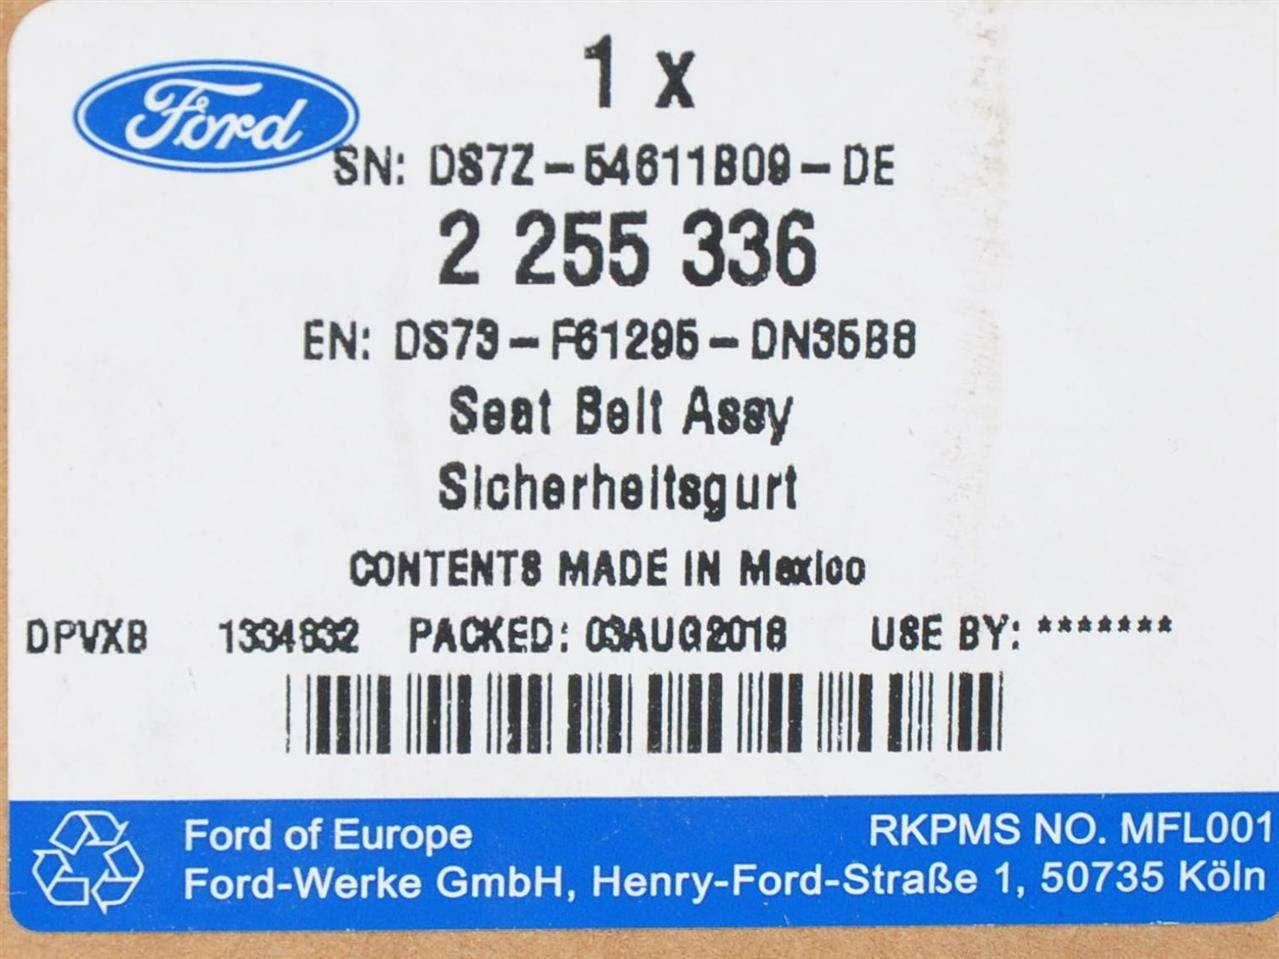 Ford
1 x
SN: DS7Z-54611B09-DE
2 255 336
EN: DS73-F61295-DN35B8
Seat Belt Assy
Sicherheitsgurt
CONTENTS MADE IN Mexico
DPVXB 1334832 PACKED: 03AUG2018 USE BY: *******
Ford of Europe RKPMS NO. MFL001
Ford-Werke GmbH, Henry-Ford-Straße 1, 50735 Köln